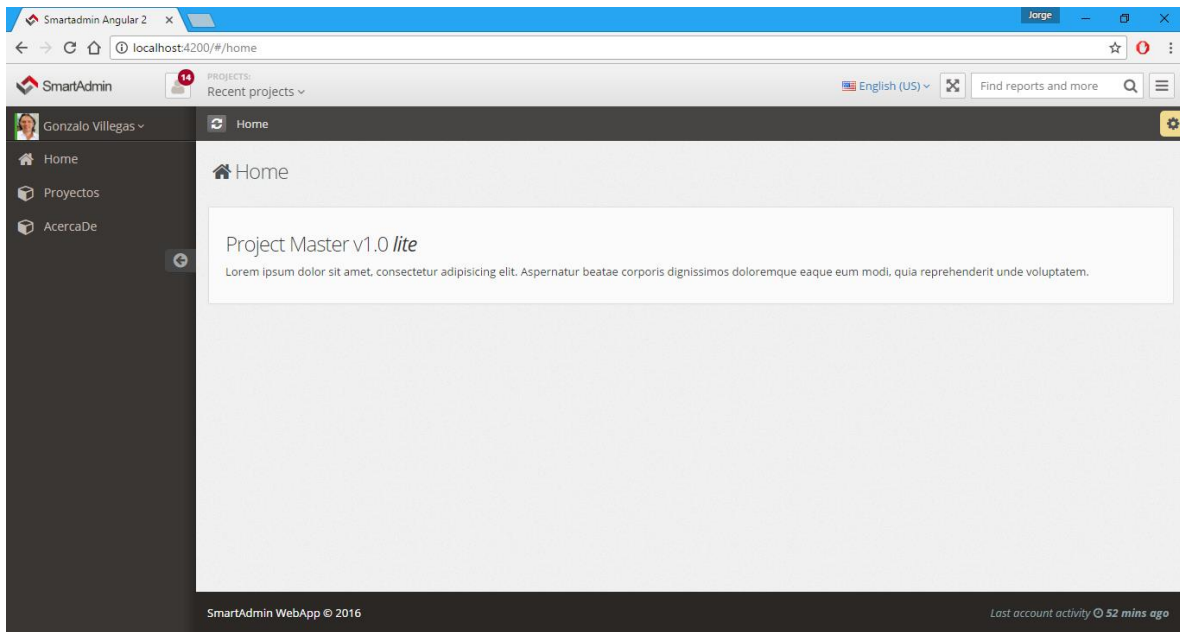 Smartadmin Angular 2
Jorge
localhost:4200/#/home
SmartAdmin
14
PROJECTS:
Recent projects
English (US)
Find reports and more
Gonzalo Villegas
Home
Home
Proyectos
AcercaDe
Home
Project Master v1.0 lite
Lorem ipsum dolor sit amet, consectetur adipisicing elit. Aspernatur beatae corporis dignissimos doloremque eaque eum modi, quia reprehenderit unde voluptatem.
SmartAdmin WebApp © 2016
Last account activity 52 mins ago